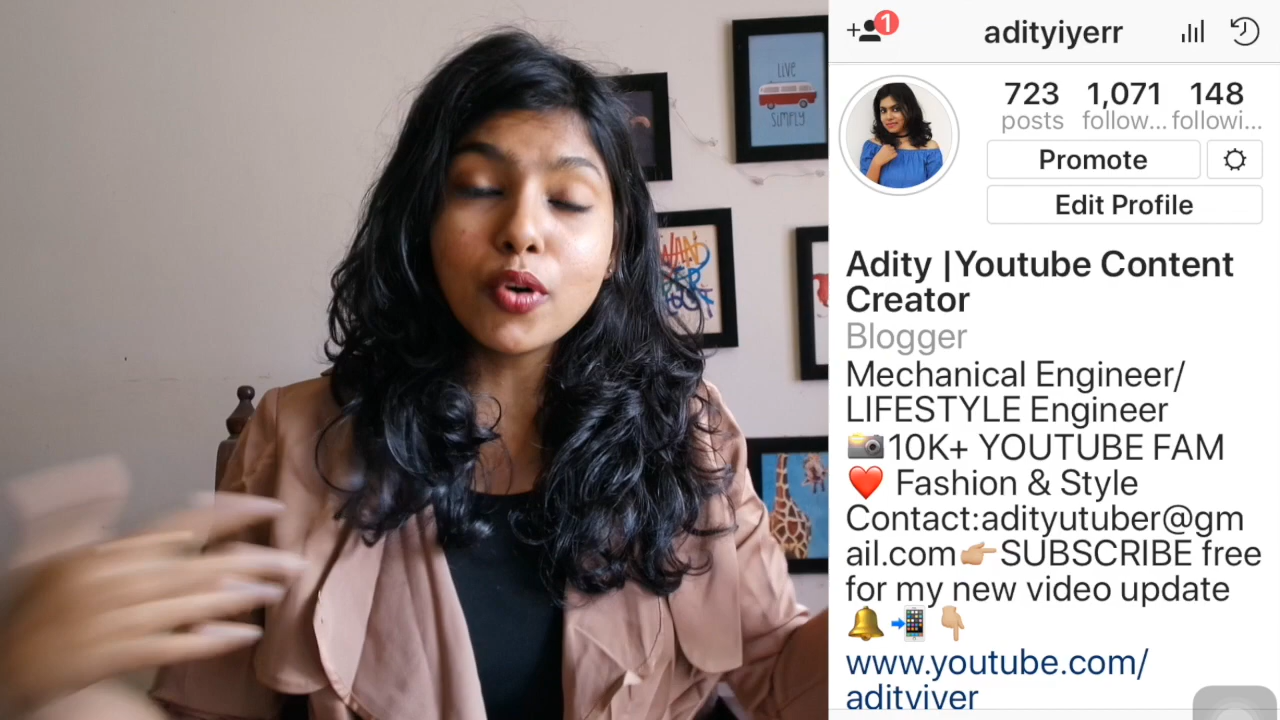 LIVE
SIMPLY
1
adityiyerr
723 1,071 148
posts follow... followi...
Promote
Edit Profile
Adity |Youtube Content
Creator
Blogger
Mechanical Engineer/
LIFESTYLE Engineer
📷10K+ YOUTUBE FAM
❤️ Fashion & Style
Contact:adityutuber@gm
ail.com👉🏼SUBSCRIBE free
for my new video update
🔔📲👇🏼
www.youtube.com/
adityiyer